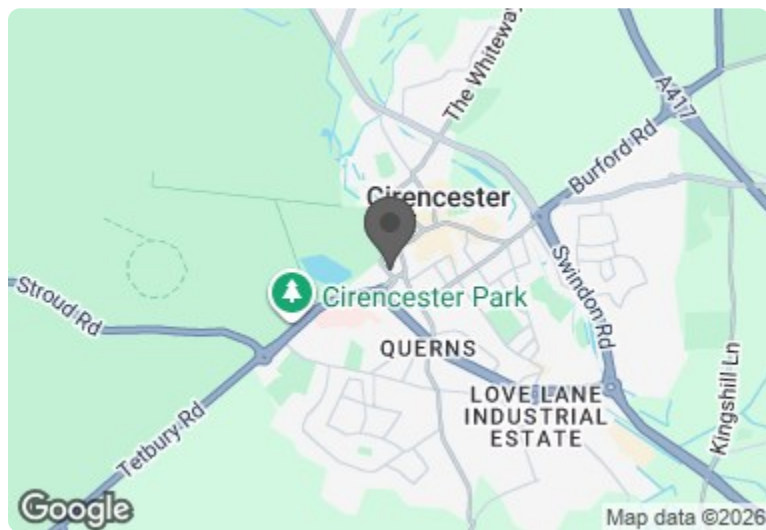 The Whiteway
A417
Burford Rd
Cirencester
Swindon Rd
Stroud Rd
Cirencester Park
QUERNS
LOVE LANE
INDUSTRIAL
ESTATE
Kingshill Ln
Tetbury Rd
Google
Map data ©2026